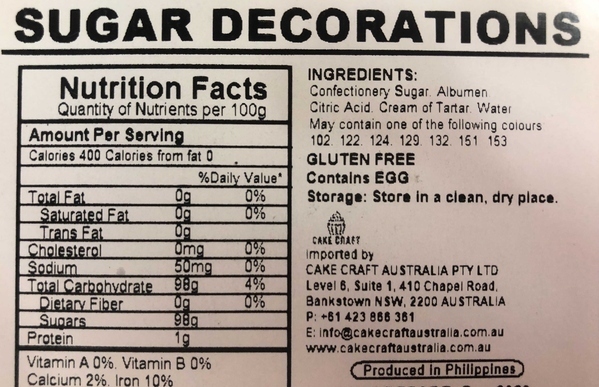 SUGAR DECORATIONS
Nutrition Facts
Quantity of Nutrients per 100g
Amount Per Serving
Calories 400 Calories from fat 0
%Daily Value*
Total Fat 0g 0%
Saturated Fat 0g 0%
Trans Fat 0g
Cholesterol 0mg 0%
Sodium 50mg 0%
Total Carbohydrate 98g 4%
Dietary Fiber 0g 0%
Sugars 98g
Protein 1g
Vitamin A 0%. Vitamin B 0%
Calcium 2%. Iron 10%
INGREDIENTS:
Confectionery Sugar. Albumen
Citric Acid. Cream of Tartar. Water
May contain one of the following colours
102. 122. 124. 129. 132. 151 153
GLUTEN FREE
Contains EGG
Storage: Store in a clean, dry place.
CAKE CRAFT
Imported by
CAKE CRAFT AUSTRALIA PTY LTD
Level 6, Suite 1, 410 Chapel Road,
Bankstown NSW, 2200 AUSTRALIA
P: +61 423 866 361
E: info@cakecraftaustralia.com.au
www.cakecraftaustralia.com.au
Produced in Philippines